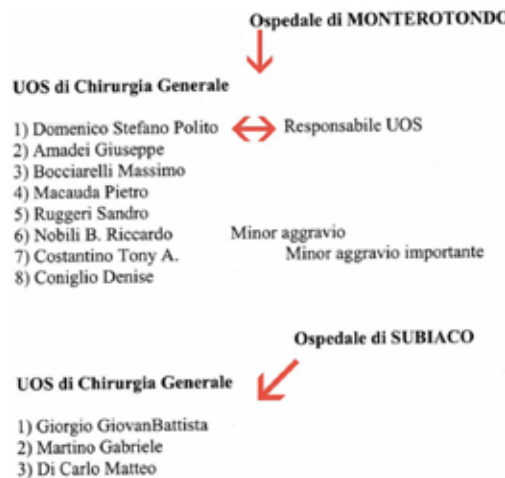 Ospedale di MONTEROTONDO
UOS di Chirurgia Generale
1) Domenico Stefano Polito Responsabile UOS
2) Amadei Giuseppe
3) Bocciarelli Massimo
4) Macauda Pietro
5) Ruggeri Sandro
6) Nobili B. Riccardo Minor aggravio
7) Costantino Tony A. Minor aggravio importante
8) Coniglio Denise
Ospedale di SUBIACO
UOS di Chirurgia Generale
1) Giorgio GiovanBattista
2) Martino Gabriele
3) Di Carlo Matteo